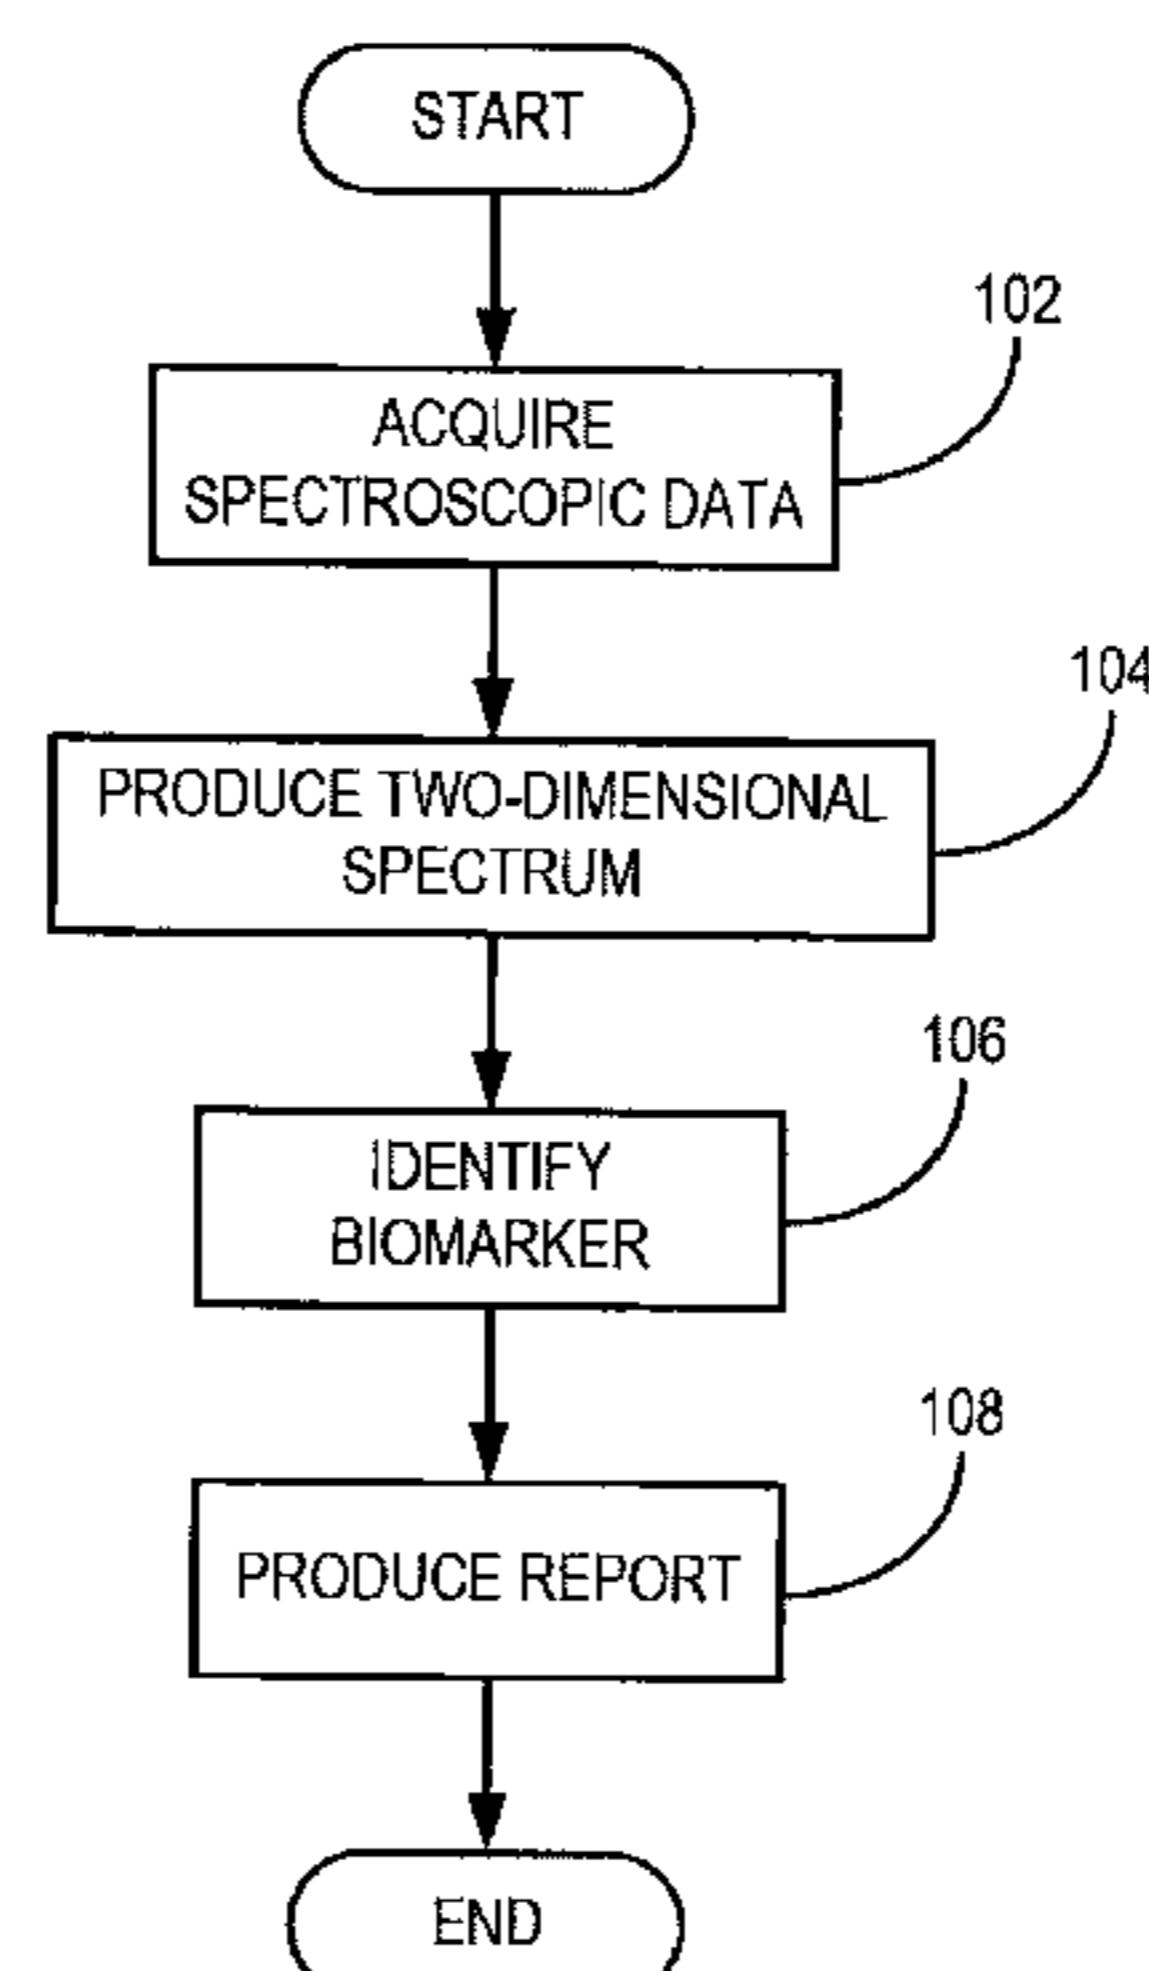 START
102
ACQUIRE
SPECTROSCOPIC DATA
104
PRODUCE TWO-DIMENSIONAL
SPECTRUM
106
IDENTIFY
BIOMARKER
108
PRODUCE REPORT
END